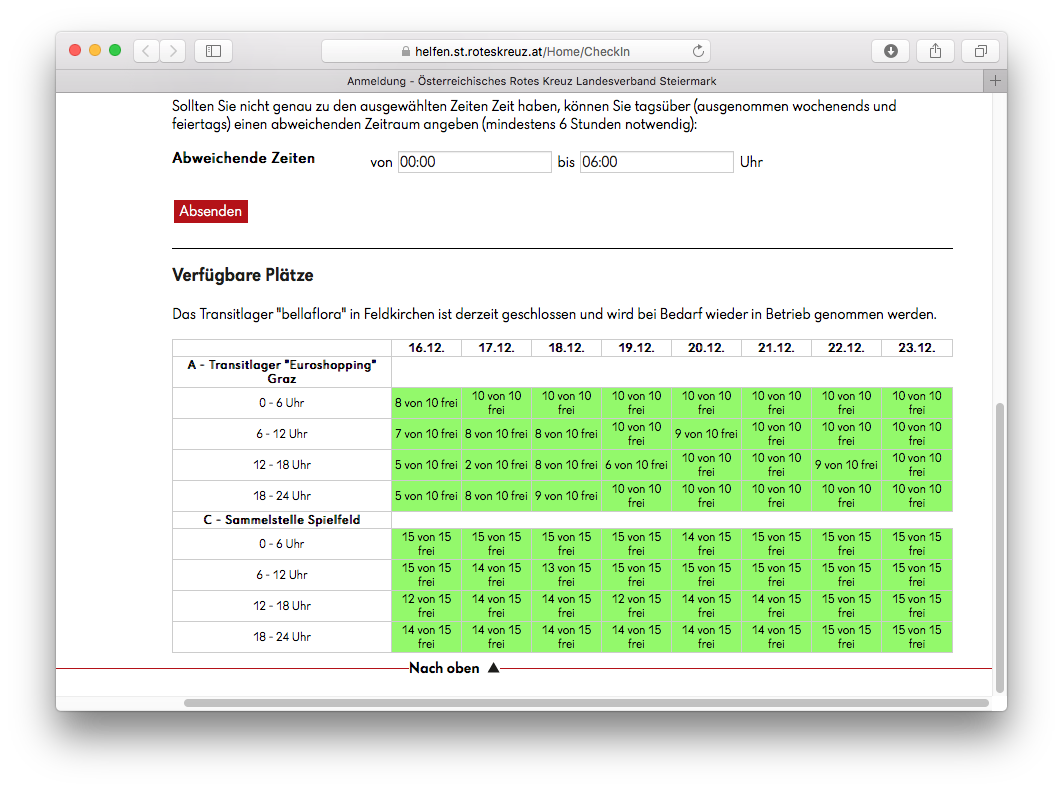 helfen.st.roteskreuz.at/Home/CheckIn
Anmeldung - Österreichisches Rotes Kreuz Landesverband Steiermark
Sollten Sie nicht genau zu den ausgewählten Zeiten Zeit haben, können Sie tagsüber (ausgenommen wochenends und
feiertags) einen abweichenden Zeitraum angeben (mindestens 6 Stunden notwendig):
Abweichende Zeiten von 00:00 bis 06:00 Uhr
Absenden
Verfügbare Plätze
Das Transitlager "bellaflora" in Feldkirchen ist derzeit geschlossen und wird bei Bedarf wieder in Betrieb genommen werden.
16.12. 17.12. 18.12. 19.12. 20.12. 21.12. 22.12. 23.12.
A - Transitlager "Euroshopping"
Graz
0 - 6 Uhr 8 von 10 frei 10 von 10 frei 10 von 10 frei 10 von 10 frei 10 von 10 frei 10 von 10 frei 10 von 10 frei 10 von 10 frei
6 - 12 Uhr 7 von 10 frei 8 von 10 frei 8 von 10 frei 10 von 10 frei 9 von 10 frei 10 von 10 frei 10 von 10 frei 10 von 10 frei
12 - 18 Uhr 5 von 10 frei 2 von 10 frei 8 von 10 frei 6 von 10 frei 10 von 10 frei 10 von 10 frei 9 von 10 frei 10 von 10 frei
18 - 24 Uhr 5 von 10 frei 8 von 10 frei 9 von 10 frei 10 von 10 frei 10 von 10 frei 10 von 10 frei 10 von 10 frei 10 von 10 frei
C - Sammelstelle Spielfeld
0 - 6 Uhr 15 von 15 frei 15 von 15 frei 15 von 15 frei 15 von 15 frei 14 von 15 frei 15 von 15 frei 15 von 15 frei 15 von 15 frei
6 - 12 Uhr 15 von 15 frei 14 von 15 frei 13 von 15 frei 15 von 15 frei 15 von 15 frei 15 von 15 frei 15 von 15 frei 15 von 15 frei
12 - 18 Uhr 12 von 15 frei 14 von 15 frei 14 von 15 frei 12 von 15 frei 14 von 15 frei 14 von 15 frei 15 von 15 frei 15 von 15 frei
18 - 24 Uhr 14 von 15 frei 14 von 15 frei 14 von 15 frei 14 von 15 frei 14 von 15 frei 14 von 15 frei 15 von 15 frei 15 von 15 frei
Nach oben ▲